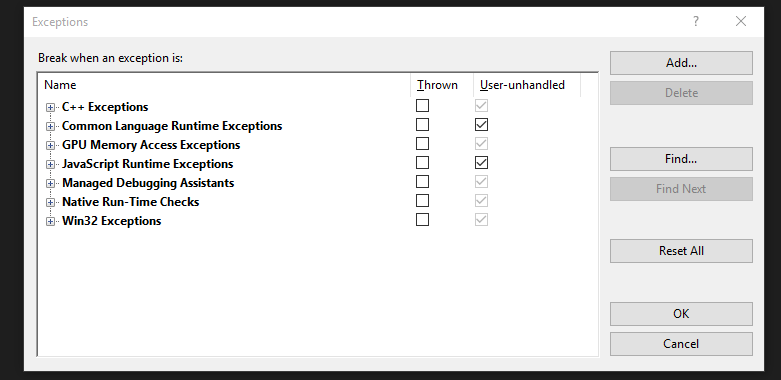 Exceptions
Break when an exception is:
Name Thrown User-unhandled
C++ Exceptions
Common Language Runtime Exceptions
GPU Memory Access Exceptions
JavaScript Runtime Exceptions
Managed Debugging Assistants
Native Run-Time Checks
Win32 Exceptions
Add...
Delete
Find...
Find Next
Reset All
OK
Cancel